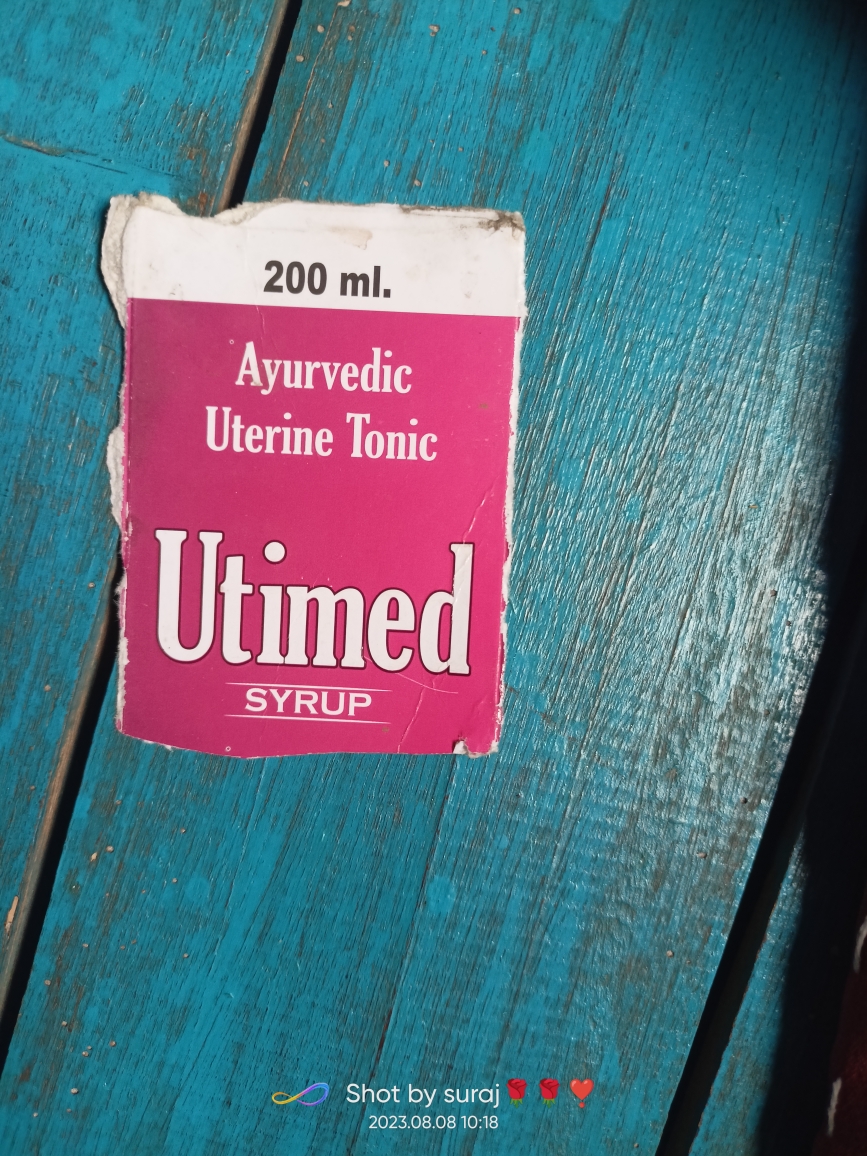 200 ml.
Ayurvedic
Uterine Tonic
Utimed
SYRUP
Shot by suraj🌹🌹❣️
2023.08.08 10:18